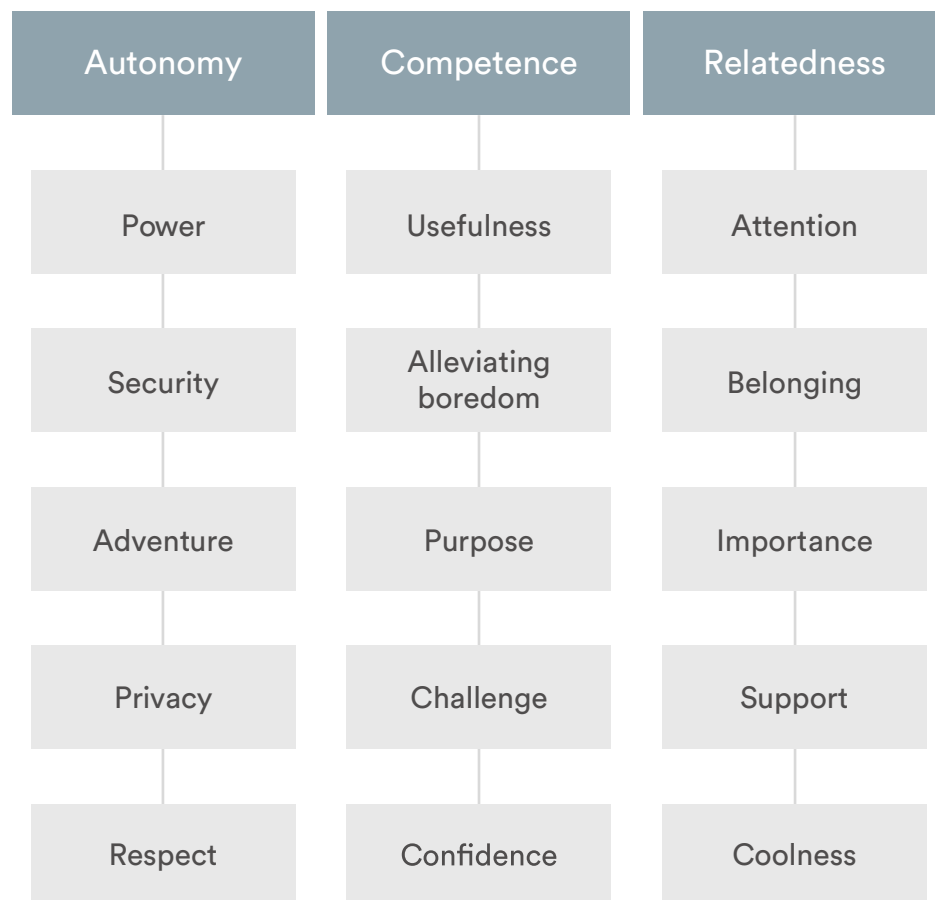 Autonomy
Competence
Relatedness
Power
Usefulness
Attention
Security
Alleviating
boredom
Belonging
Adventure
Purpose
Importance
Privacy
Challenge
Support
Respect
Confidence
Coolness